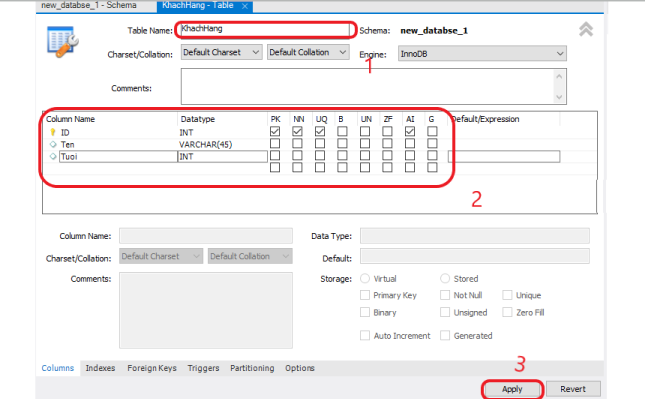 new_databse_1 - Schema KhachHang - Table ×
Table Name: KhachHang Schema: new_databse_1
Charset/Collation: Default Charset Default Collation Engine: InnoDB
1
Comments:
Column Name Datatype PK NN UQ B UN ZF AI G Default/Expression
ID INT
Ten VARCHAR(45)
Tuoi INT
2
Column Name: Data Type:
Charset/Collation: Default Charset Default Collation Default:
Comments: Storage: Virtual Stored
Primary Key Not Null Unique
Binary Unsigned Zero Fill
Auto Increment Generated
Columns Indexes Foreign Keys Triggers Partitioning Options
3
Apply Revert